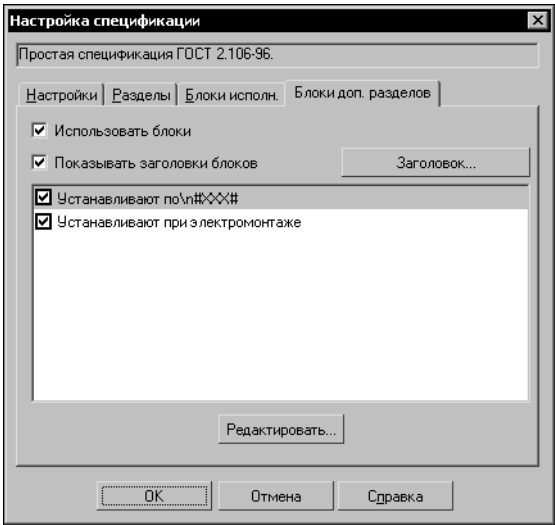 Настройка спецификации
Простая спецификация ГОСТ 2.106-96.
Настройки Разделы Блоки исполн. Блоки доп. разделов
Использовать блоки
Показывать заголовки блоков Заголовок...
Устанавливают по\n#XXX#
Устанавливают при электромонтаже
Редактировать...
OK Отмена Справка